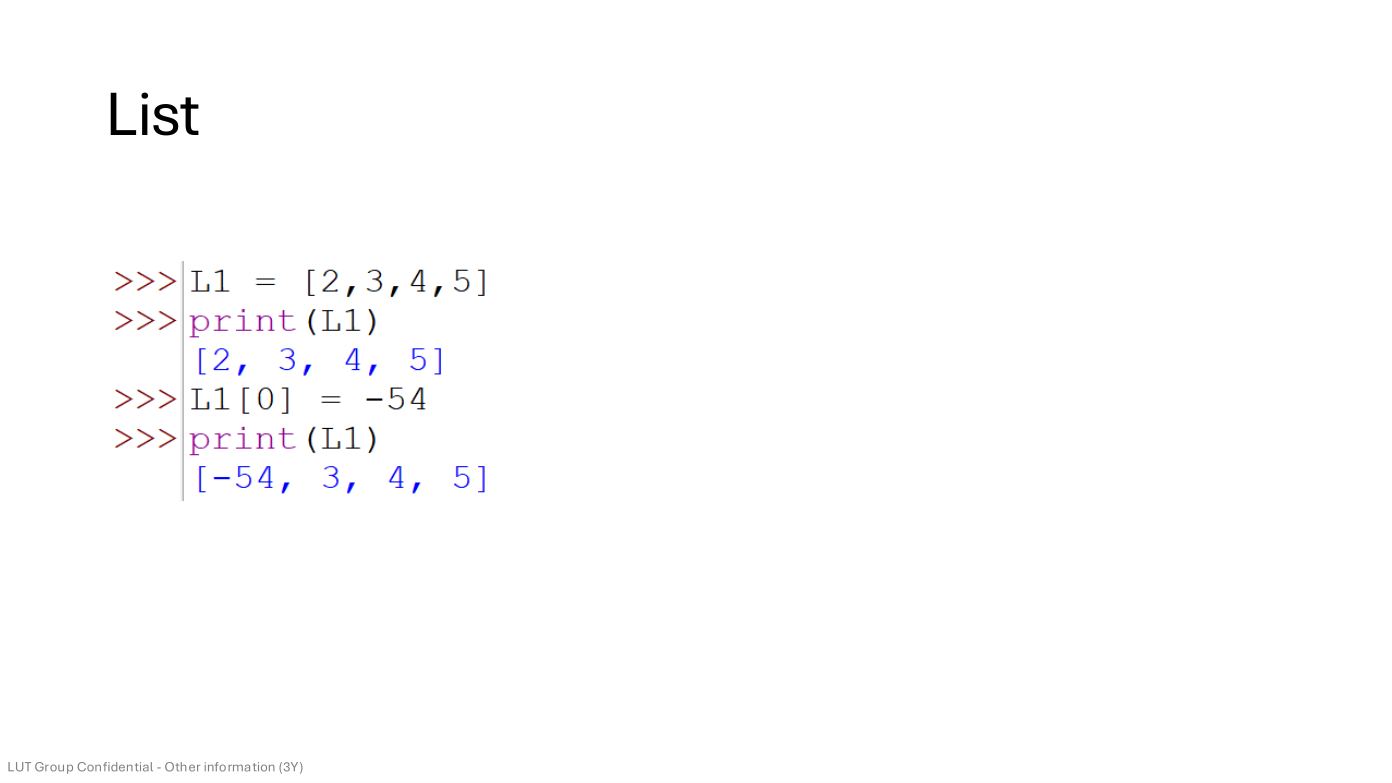 List
>>> L1 = [2,3,4,5]
>>> print(L1)
[2, 3, 4, 5]
>>> L1[0] = -54
>>> print(L1)
[-54, 3, 4, 5]
LUT Group Confidential - Other information (3Y)